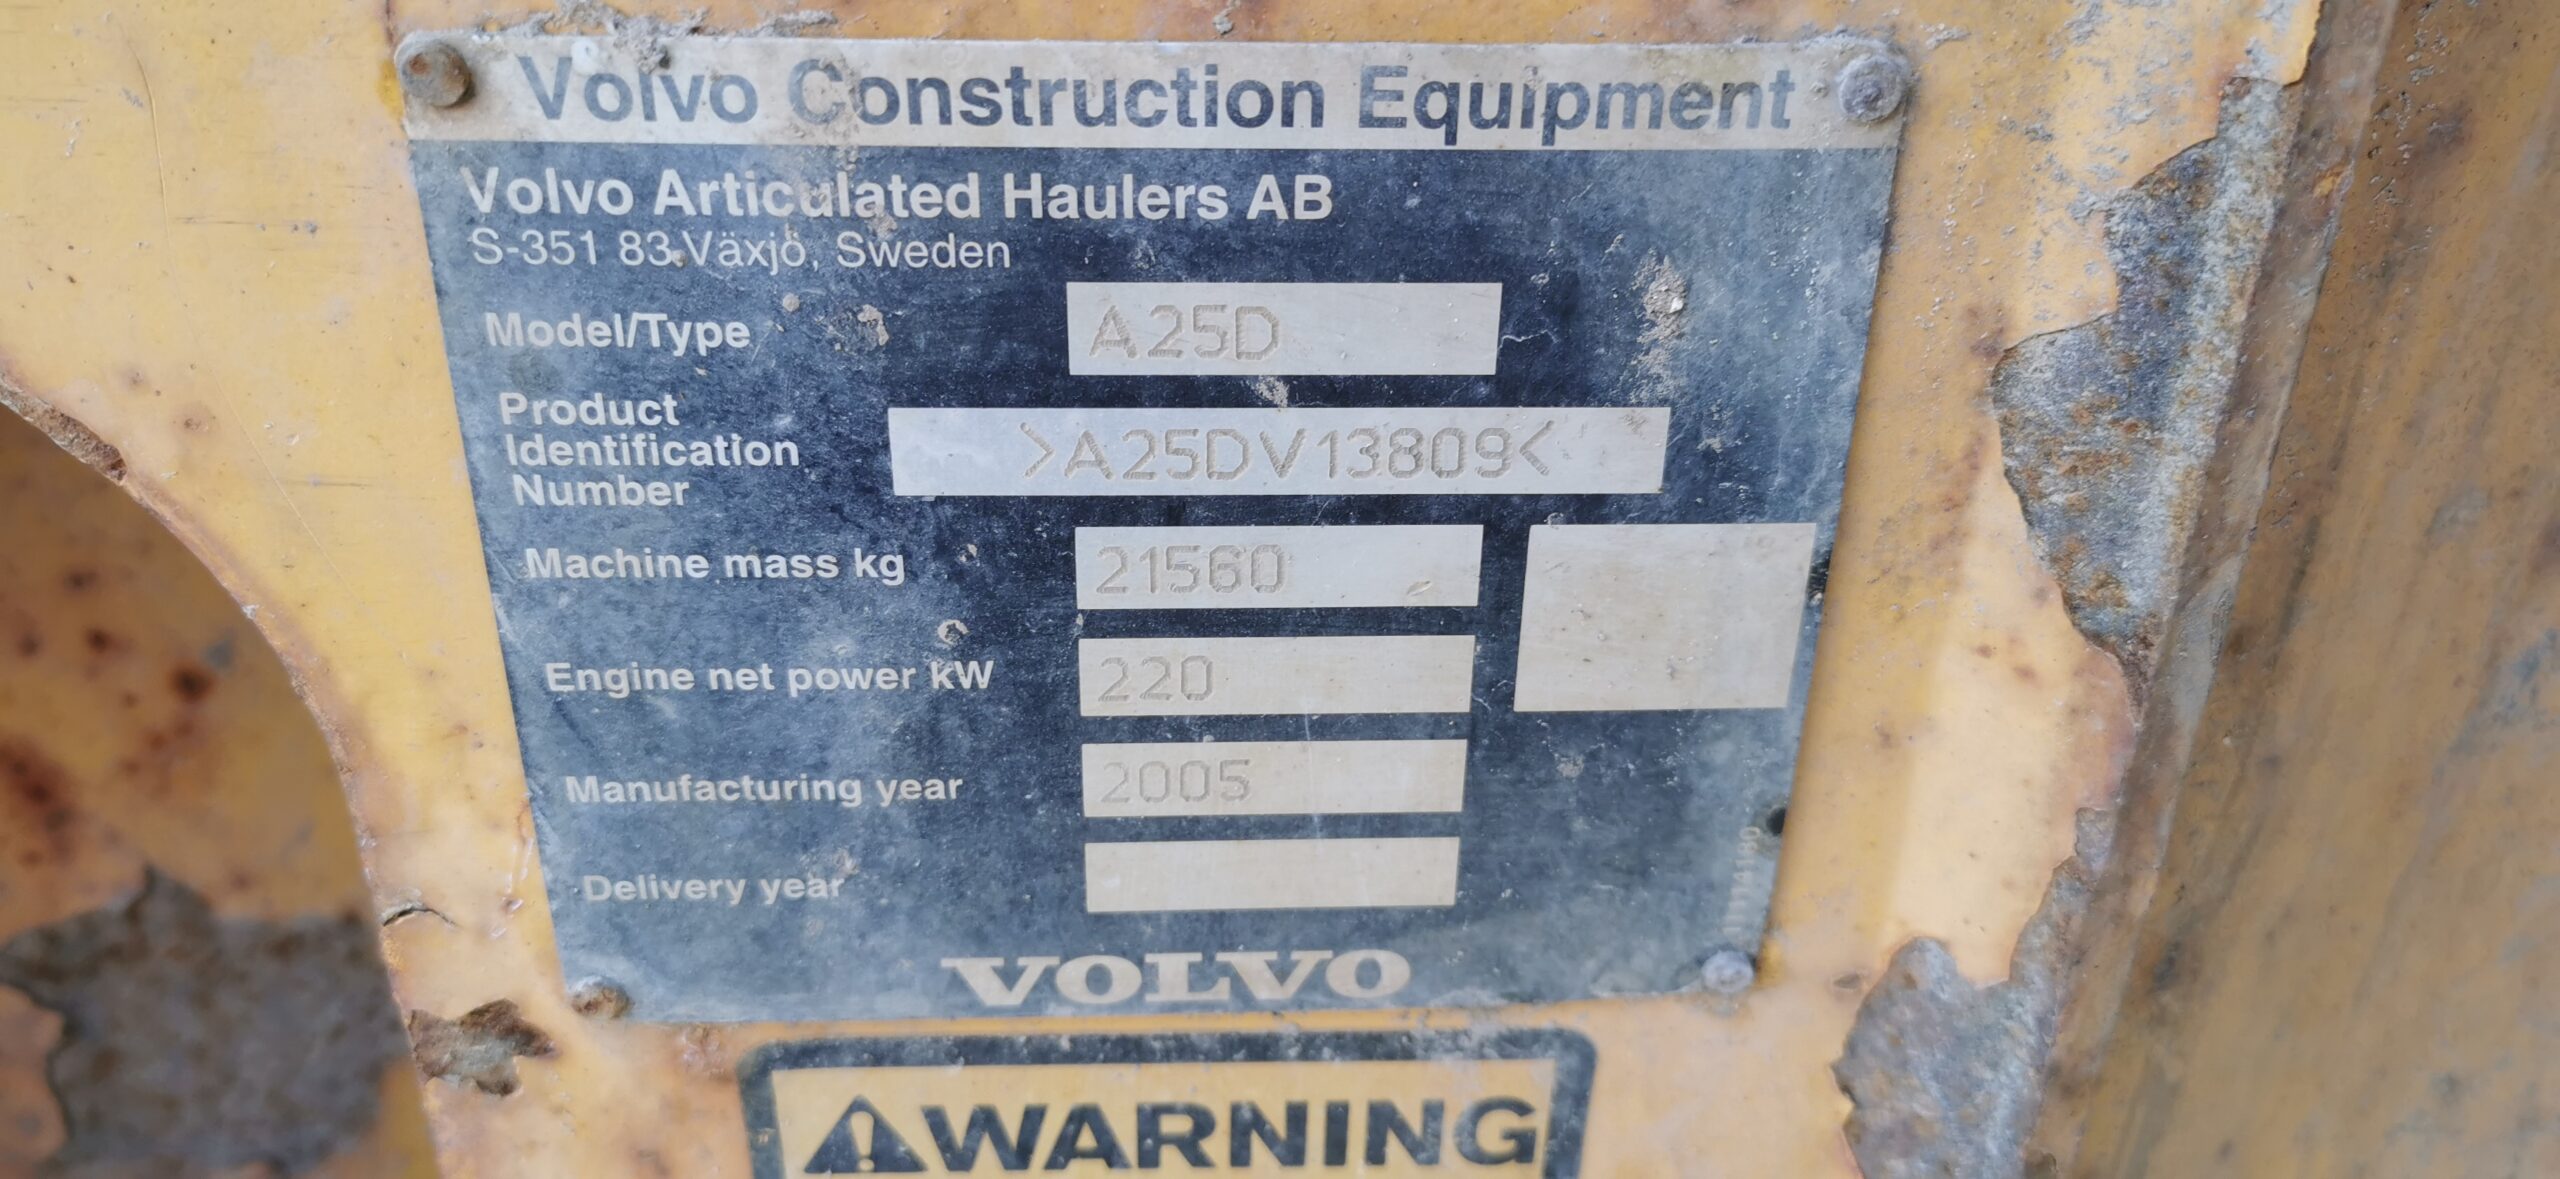 Volvo Construction Equipment
Volvo Articulated Haulers AB
S-351 83 Växjö, Sweden
Model/Type A25D
Product
Identification
Number >A25DV13809<
Machine mass kg 21560
Engine net power kW 220
Manufacturing year 2005
Delivery year
VOLVO
WARNING